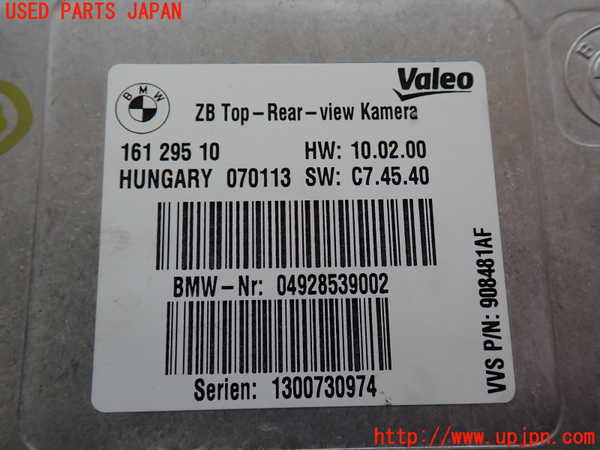 USED PARTS JAPAN
BMW
Valeo
ZB Top-Rear-view Kamera
161 295 10 HW: 10.02.00
HUNGARY 070113 SW: C7.45.40
BMW-Nr: 04928539002
Serien: 1300730974
VVS P/N: 908481AF
http://www.upjpn.com